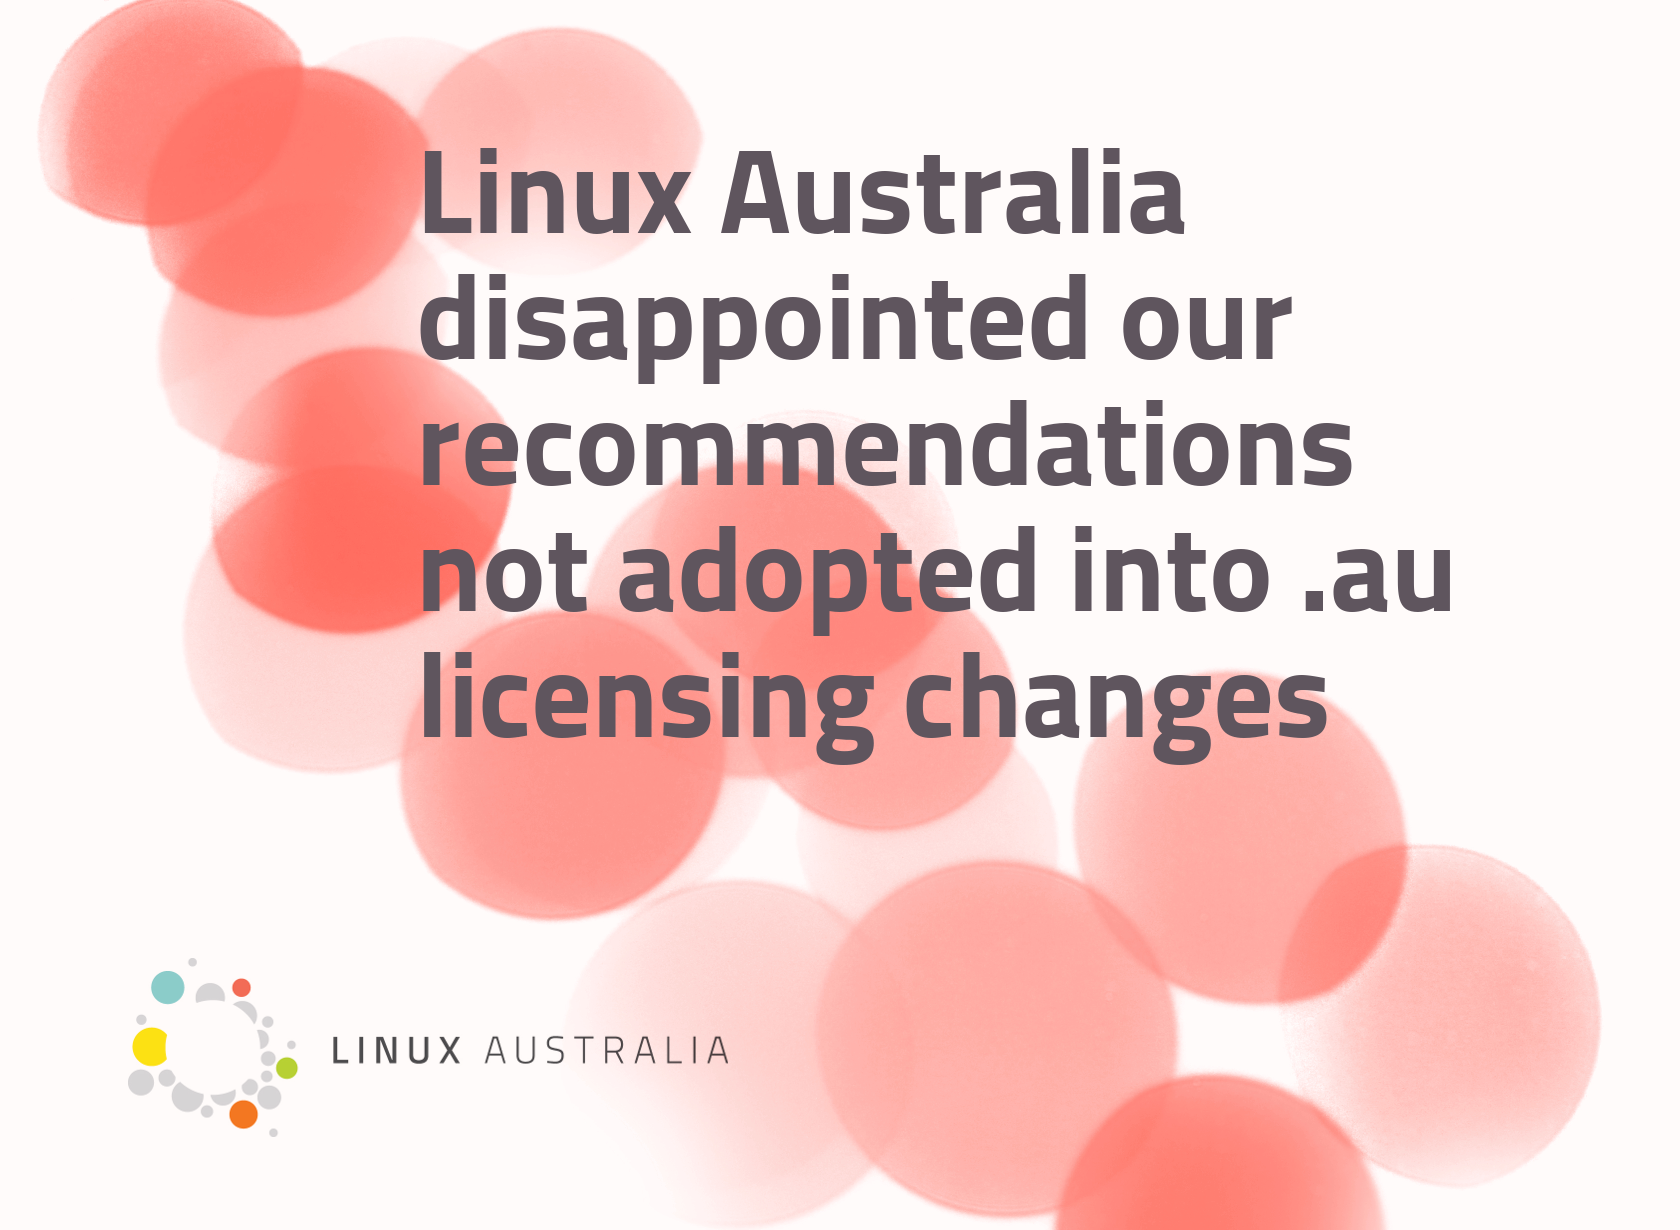 Linux Australia
disappointed our
recommendations
not adopted into .au
licensing changes
LINUX AUSTRALIA